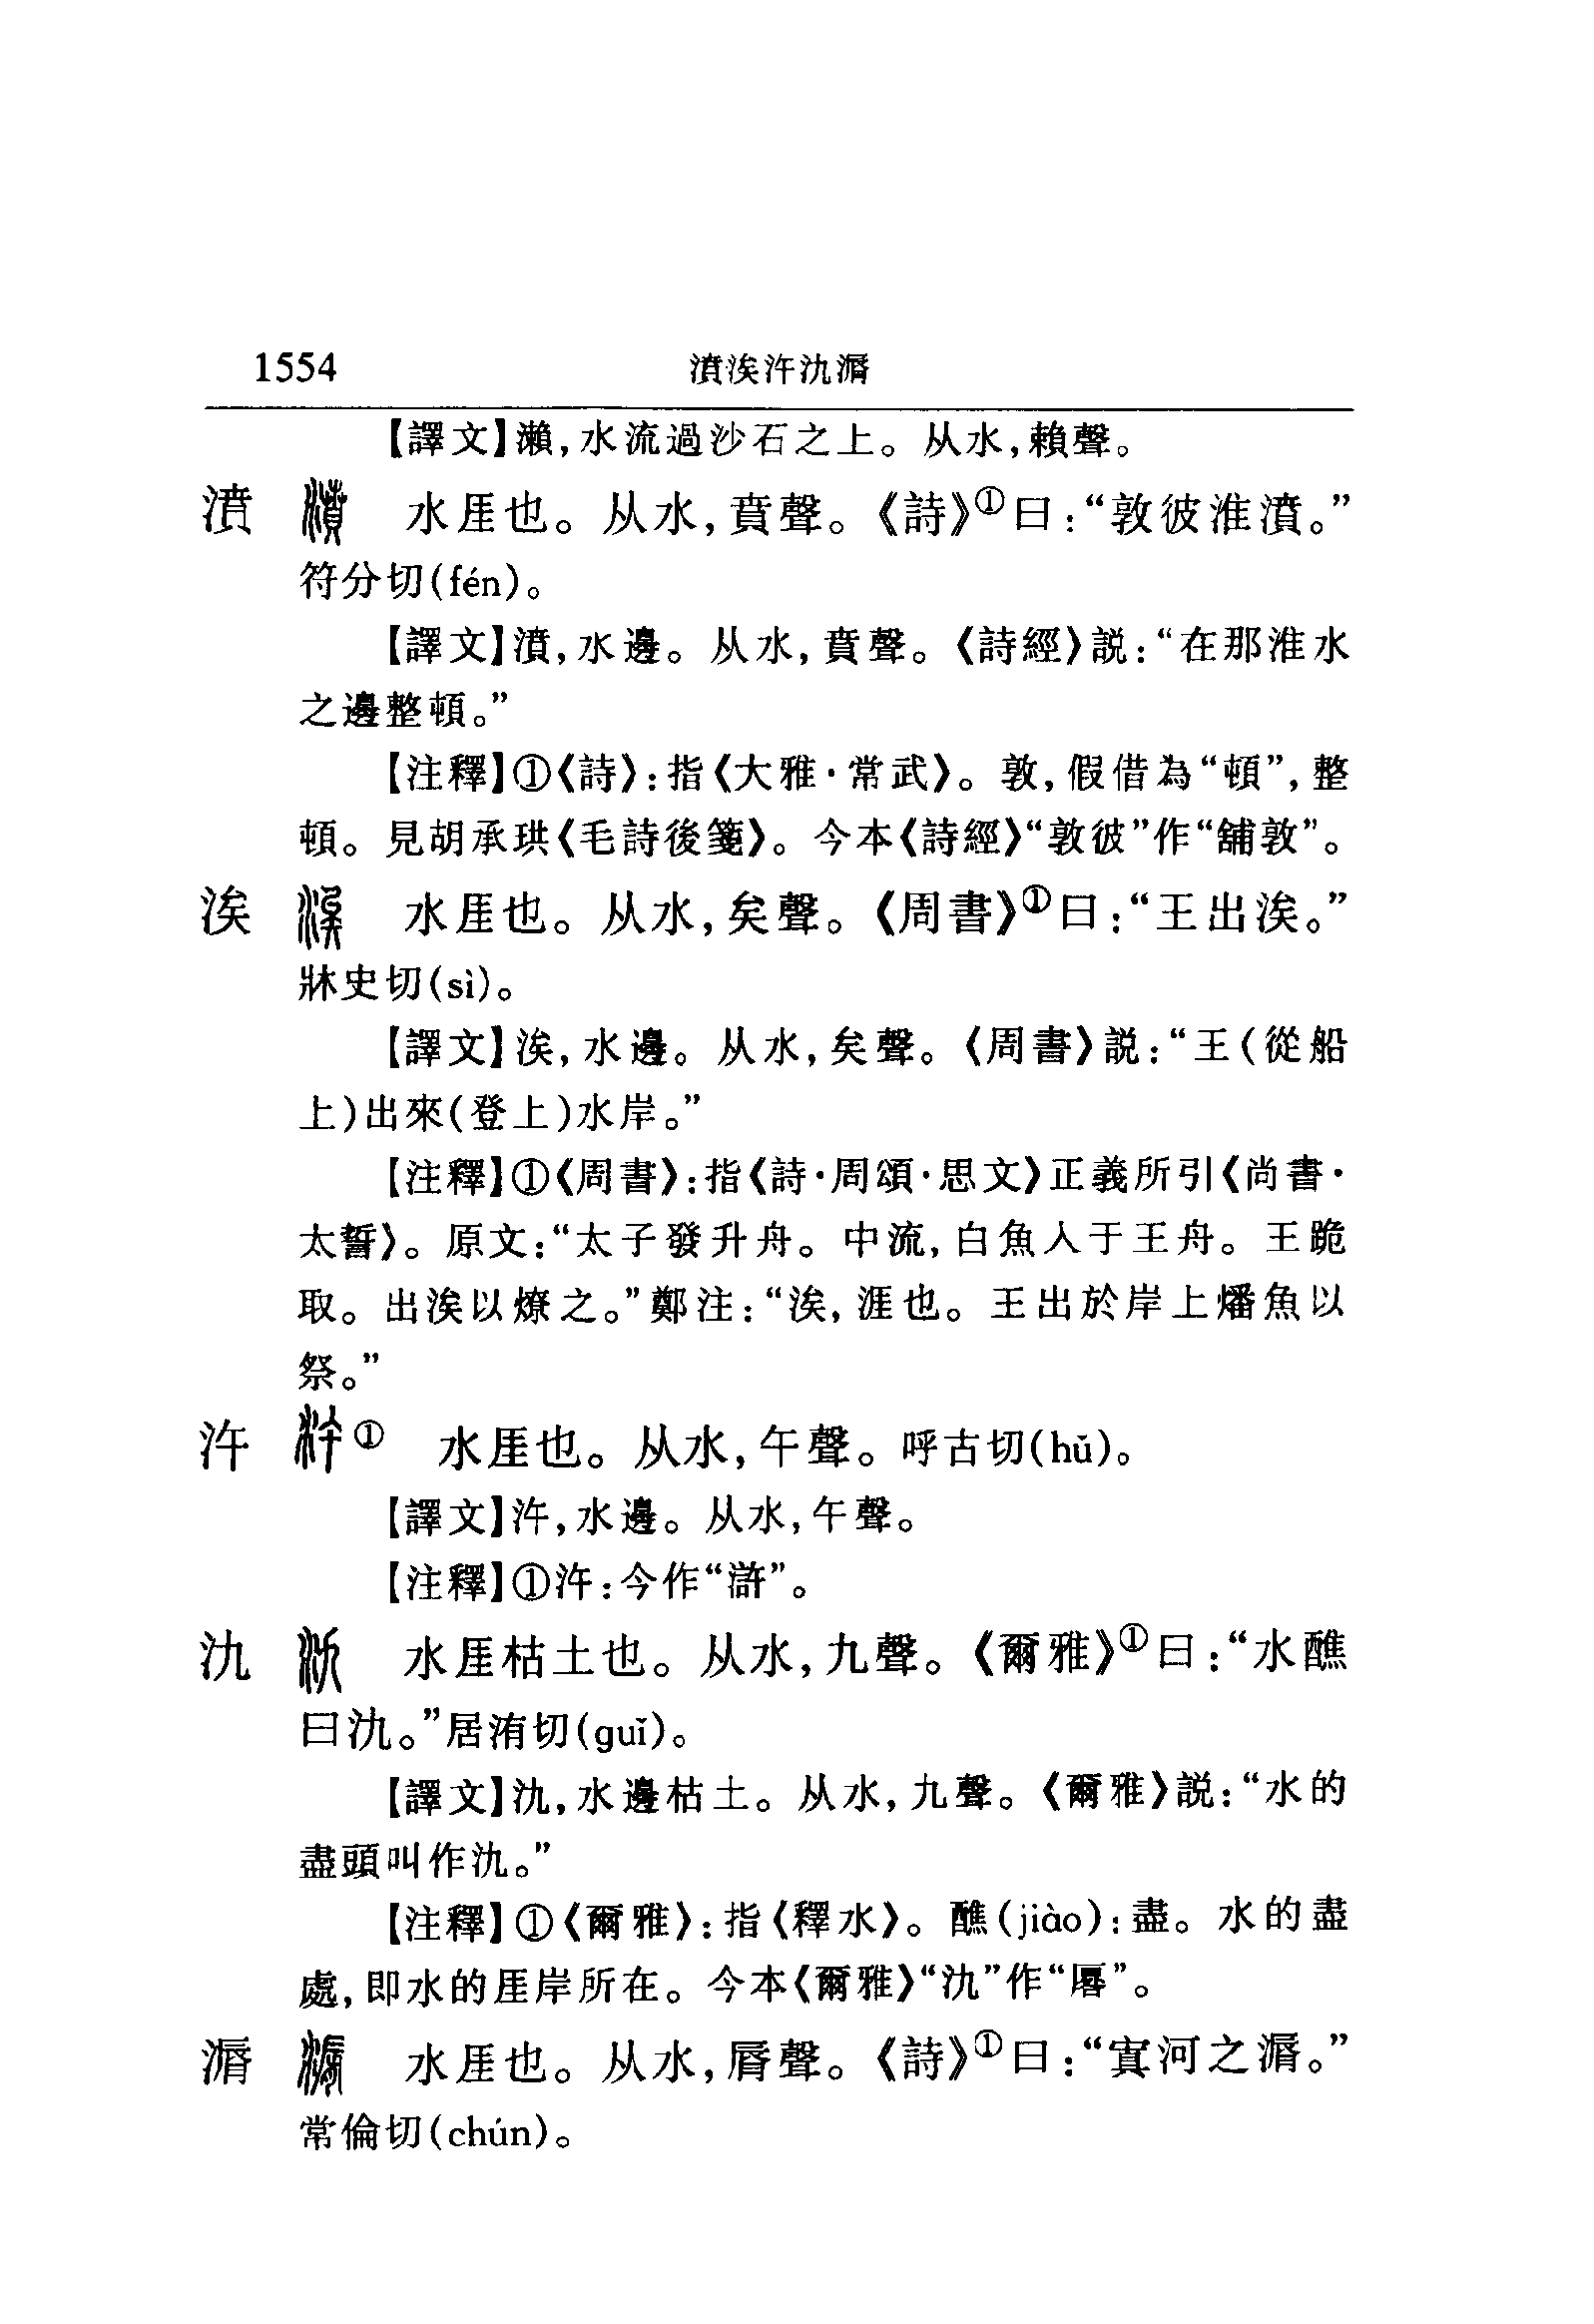 1554 濆涘汻氿漘
【譯文】瀨,水流過沙石之上。从水,賴聲。
濆 濆 水厓也。从水,賁聲。《詩》①曰:“敦彼淮濆。”
符分切(fén)。
【譯文】濆,水邊。从水,賁聲。《詩經》説:“在那淮水
之邊整頓。”
【注釋】①《詩》:指《大雅·常武》。敦,假借為“頓”,整
頓。見胡承珙《毛詩後箋》。今本《詩經》“敦彼”作“鋪敦”。
涘 涘 水厓也。从水,矣聲。《周書》①曰:“王出涘。”
牀史切(sì)。
【譯文】涘,水邊。从水,矣聲。《周書》説:“王(從船
上)出來(登上)水岸。”
【注釋】①《周書》:指《詩·周頌·思文》正義所引《尚書·
太誓》。原文:“太子發升舟。中流,白魚入于王舟。王跪
取。出涘以燎之。”鄭注:“涘,涯也。王出於岸上燔魚以
祭。”
汻 汻① 水厓也。从水,午聲。呼古切(hǔ)。
【譯文】汻,水邊。从水,午聲。
【注釋】①汻:今作“滸”。
氿 氿 水厓枯土也。从水,九聲。《爾雅》①曰:“水醮
曰氿。”居洧切(guǐ)。
【譯文】氿,水邊枯土。从水,九聲。《爾雅》説:“水的
盡頭叫作氿。”
【注釋】①《爾雅》:指《釋水》。醮(jiào):盡。水的盡
處,即水的厓岸所在。今本《爾雅》“氿”作“厬”。
漘 漘 水厓也。从水,脣聲。《詩》①曰:“寘河之漘。”
常倫切(chún)。